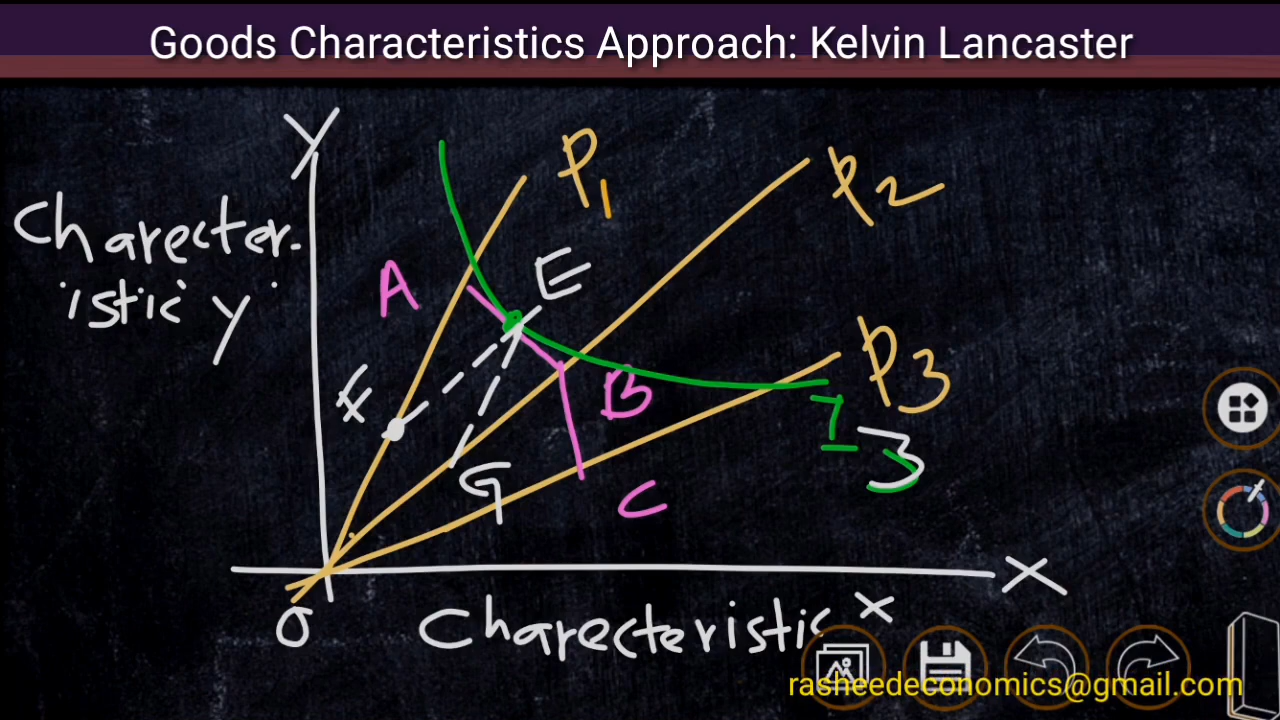 Goods Characteristics Approach: Kelvin Lancaster
Y
P1
P2
Charecter-
istic Y
A
E
P3
F
B
I3
G
C
X
O
Charecteristic X
rasheedeconomics@gmail.com